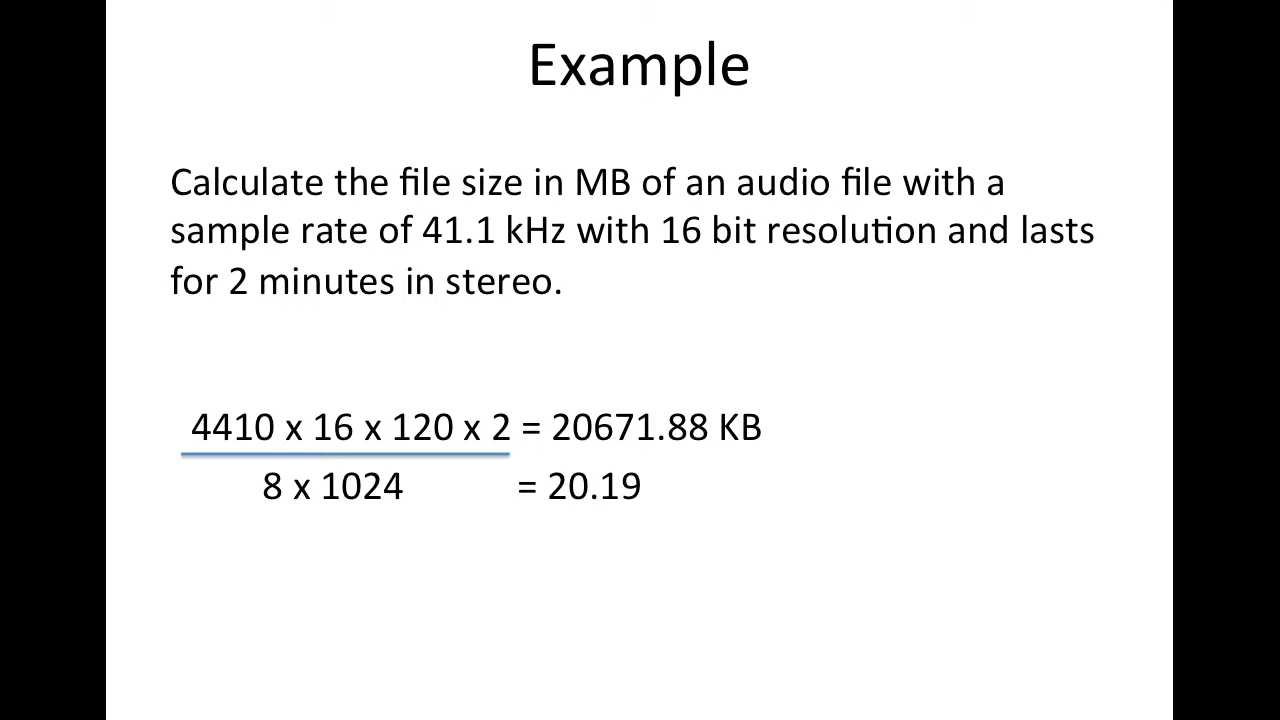 Example
Calculate the file size in MB of an audio file with a
sample rate of 41.1 kHz with 16 bit resolution and lasts
for 2 minutes in stereo.
4410 x 16 x 120 x 2 = 20671.88 KB
8 x 1024 = 20.19